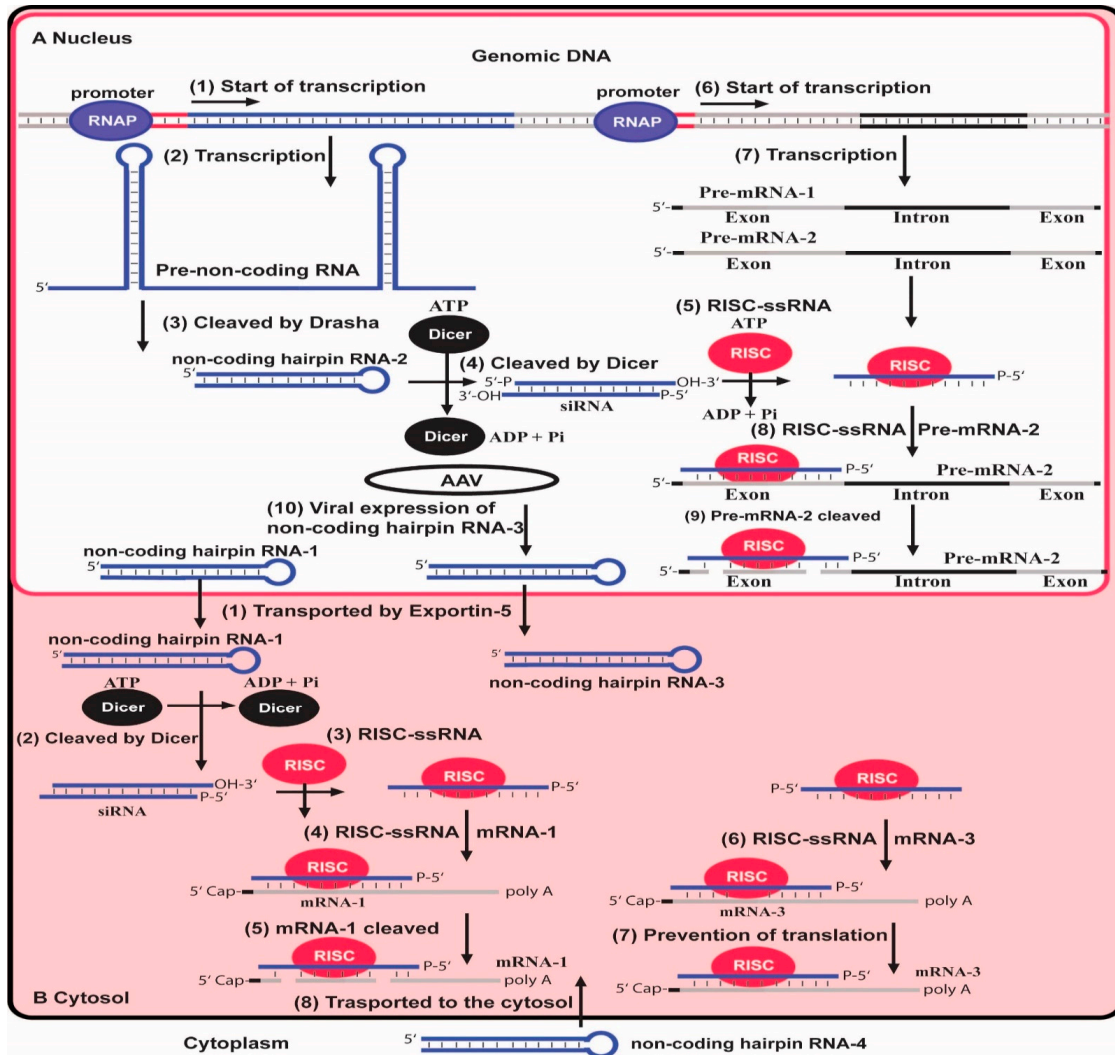 A Nucleus
Genomic DNA
promoter
(1) Start of transcription
promoter
(6) Start of transcription
RNAP
RNAP
(2) Transcription
(7) Transcription
Pre-mRNA-1
5'-
Exon
Intron
Exon
Pre-mRNA-2
5'-
Exon
Intron
Exon
Pre-non-coding RNA
5'
(3) Cleaved by Drasha
ATP
Dicer
(5) RISC-ssRNA
ATP
RISC
RISC
non-coding hairpin RNA-2
5'
(4) Cleaved by Dicer
5'-P
OH-3'
3'-OH
P-5'
siRNA
P-5'
ADP + Pi
Dicer
ADP + Pi
(8) RISC-ssRNA
Pre-mRNA-2
AAV
RISC
P-5'
Pre-mRNA-2
5'-
Exon
Intron
Exon
(10) Viral expression of
non-coding hairpin RNA-3
(9) Pre-mRNA-2 cleaved
RISC
P-5'
Pre-mRNA-2
5'-
Exon
Intron
Exon
non-coding hairpin RNA-1
5'
5'
(1) Transported by Exportin-5
non-coding hairpin RNA-1
5'
5'
non-coding hairpin RNA-3
ATP
ADP + Pi
Dicer
Dicer
(2) Cleaved by Dicer
(3) RISC-ssRNA
RISC
RISC
RISC
OH-3'
P-5'
siRNA
P-5'
P-5'
(4) RISC-ssRNA
mRNA-1
(6) RISC-ssRNA
mRNA-3
RISC
P-5'
5' Cap-
poly A
mRNA-1
RISC
P-5'
5' Cap-
poly A
mRNA-3
(5) mRNA-1 cleaved
(7) Prevention of translation
RISC
P-5'
mRNA-1
5' Cap-
poly A
RISC
P-5'
mRNA-3
5' Cap-
poly A
B Cytosol
(8) Trasported to the cytosol
Cytoplasm
5'
non-coding hairpin RNA-4